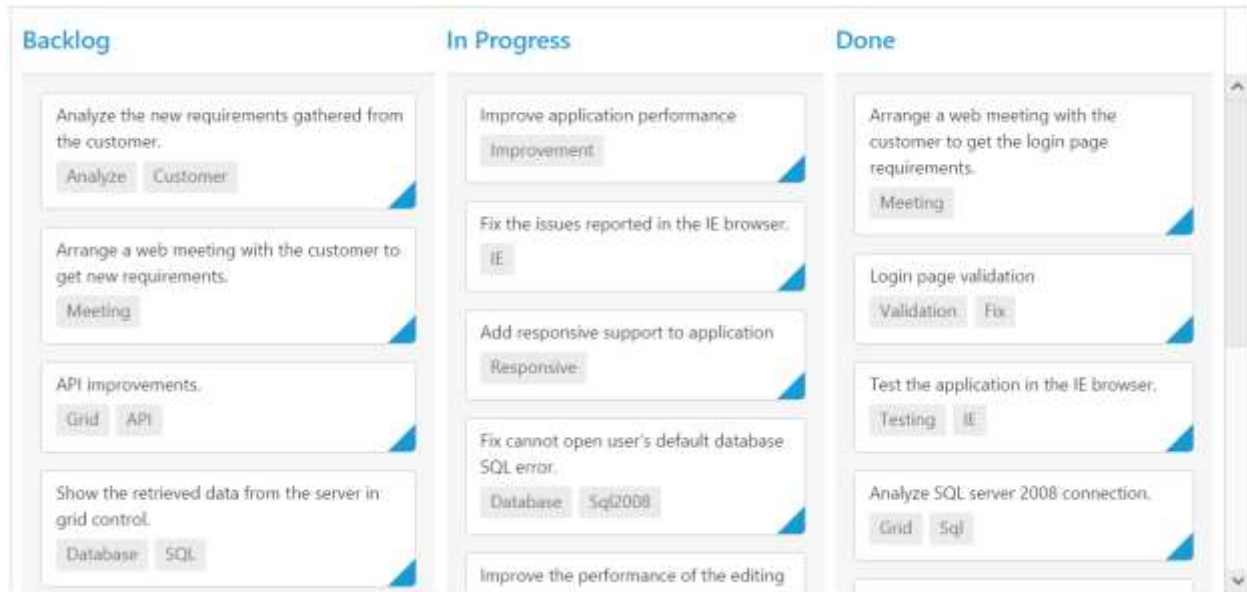 Backlog
In Progress
Done
Analyze the new requirements gathered from
the customer.
Analyze Customer
Arrange a web meeting with the customer to
get new requirements.
Meeting
API improvements.
Grid API
Show the retrieved data from the server in
grid control.
Database SQL
Improve application performance
Improvement
Fix the issues reported in the IE browser.
IE
Add responsive support to application
Responsive
Fix cannot open user's default database
SQL error.
Database Sql2008
Improve the performance of the editing
Arrange a web meeting with the
customer to get the login page
requirements.
Meeting
Login page validation
Validation Fix
Test the application in the IE browser.
Testing IE
Analyze SQL server 2008 connection.
Grid Sql